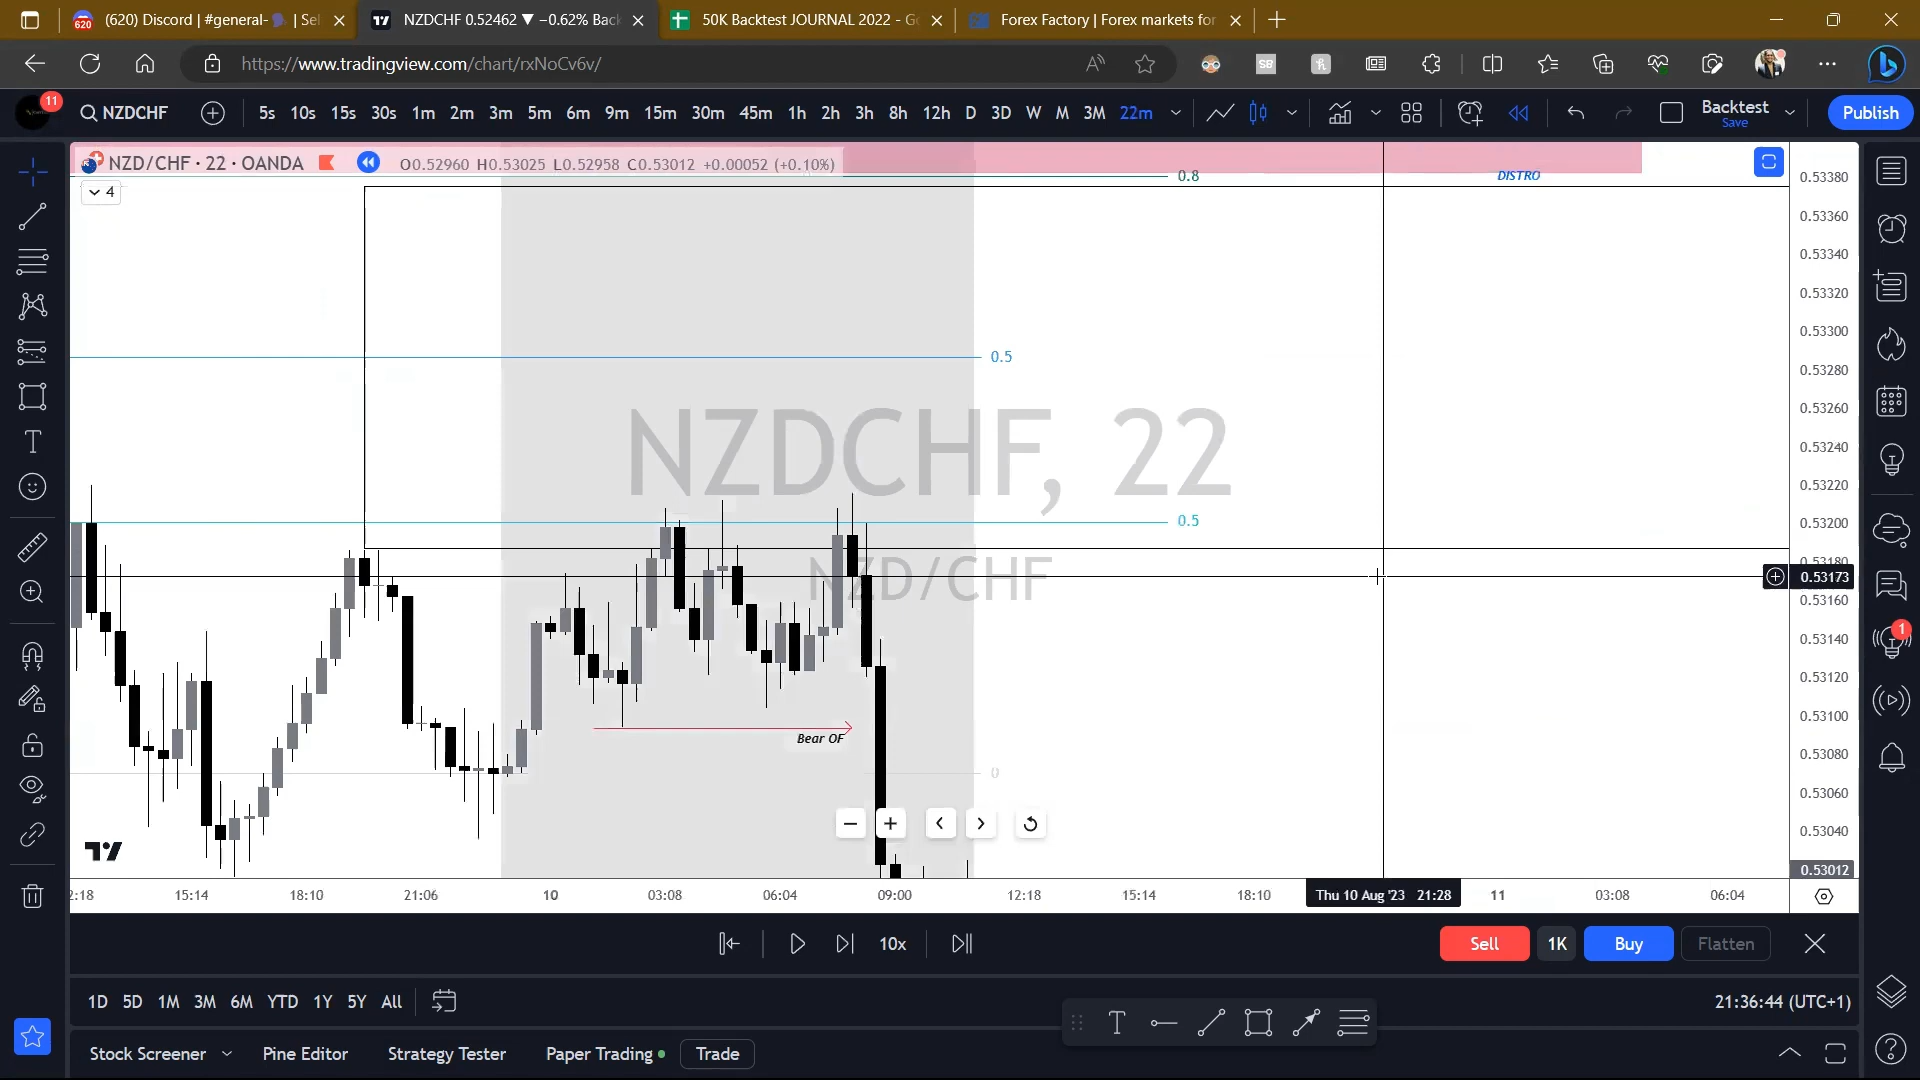 (620) Discord | #general- | Sel
NZDCHF 0.52462 ▼ −0.62% Back
50K Backtest JOURNAL 2022 - G
Forex Factory | Forex markets for
https://www.tradingview.com/chart/rxNoCv6v/
11
NZDCHF
5s 10s 15s 30s 1m 2m 3m 5m 6m 9m 15m 30m 45m 1h 2h 3h 8h 12h D 3D W M 3M 22m
Backtest
Save
Publish
NZD/CHF · 22 · OANDA
O0.52960 H0.53025 L0.52958 C0.53012 +0.00052 (+0.10%)
4
0.8
DISTRO
0.53380
0.53360
0.53340
0.53320
0.53300
0.53280
0.53260
0.53240
0.53220
0.53200
0.53180
0.53173
0.53160
0.53140
0.53120
0.53100
0.53080
0.53060
0.53040
0.53012
0.5
NZDCHF, 22
0.5
NZD/CHF
Bear OF
0
1
2:18 15:14 18:10 21:06 10 03:08 06:04 09:00 12:18 15:14 18:10 Thu 10 Aug '23 21:28 11 03:08 06:04
10x
Sell
1K
Buy
Flatten
1D 5D 1M 3M 6M YTD 1Y 5Y All
21:36:44 (UTC+1)
Stock Screener
Pine Editor
Strategy Tester
Paper Trading
Trade